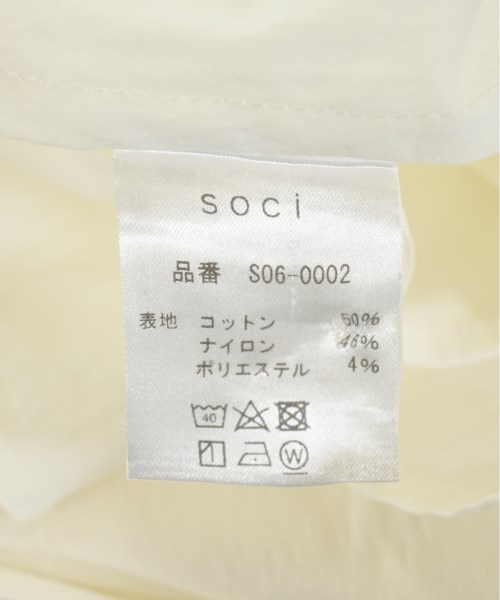 soci
品番 S06-0002
表地 コットン 50%
ナイロン 46%
ポリエステル 4%
40
W